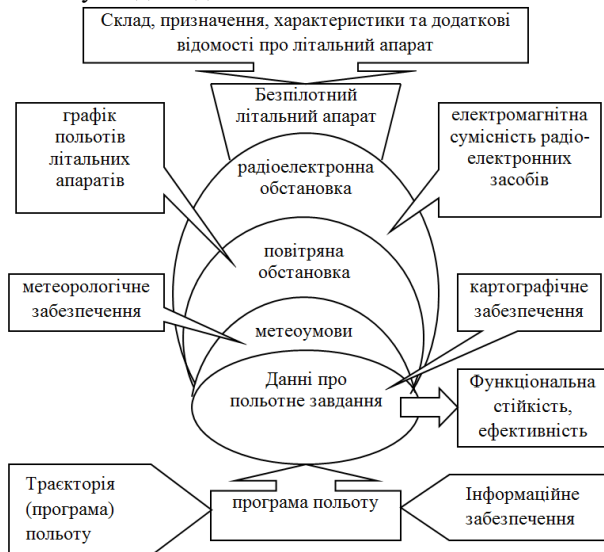 Склад, призначення, характеристики та додаткові
відомості про літальний апарат
Безпілотний
літальний апарат
графік
польотів
літальних
апаратів
електромагнітна
сумісність радіо-
електронних
засобів
радіоелектронна
обстановка
повітряна
обстановка
метеорологічне
забезпечення
картографічне
забезпечення
метеоумови
Данні про
польотне завдання
Функціональна
стійкість,
ефективність
Траєкторія
(програма)
польоту
програма польоту
Інформаційне
забезпечення